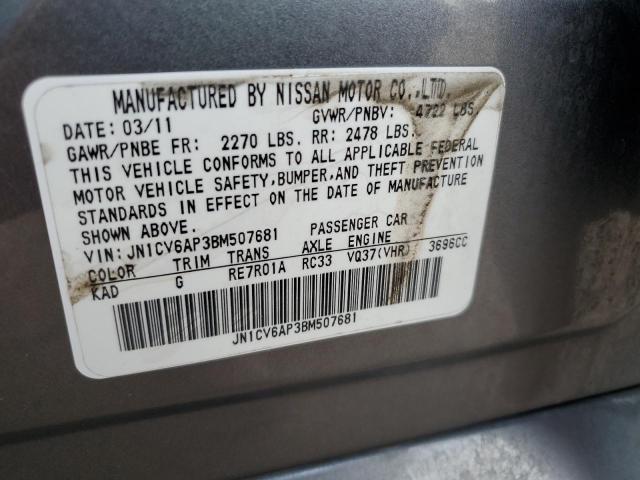 MANUFACTURED BY NISSAN MOTOR CO.,LTD.
DATE: 03/11 GVWR/PNBV: 4722 LBS.
GAWR/PNBE FR: 2270 LBS. RR: 2478 LBS.
THIS VEHICLE CONFORMS TO ALL APPLICABLE FEDERAL
MOTOR VEHICLE SAFETY,BUMPER,AND THEFT PREVENTION
STANDARDS IN EFFECT ON THE DATE OF MANUFACTURE
SHOWN ABOVE.
VIN: JN1CV6AP3BM507681 PASSENGER CAR
COLOR TRIM TRANS AXLE ENGINE
KAD G RE7R01A RC33 VQ37(VHR) 3696CC
JN1CV6AP3BM507681